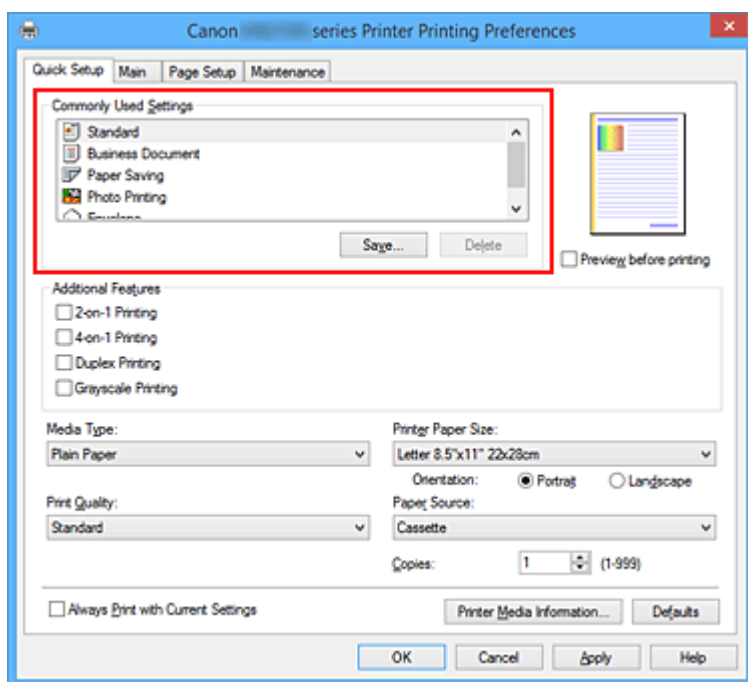 Canon series Printer Printing Preferences
Quick Setup Main Page Setup Maintenance
Commonly Used Settings
Standard
Business Document
Paper Saving
Photo Printing
Envelope
Save... Delete
Preview before printing
Additional Features
2-on-1 Printing
4-on-1 Printing
Duplex Printing
Grayscale Printing
Media Type: Printer Paper Size:
Plain Paper Letter 8.5"x11" 22x28cm
Orientation: Portrait Landscape
Print Quality: Paper Source:
Standard Cassette
Copies: 1 (1-999)
Always Print with Current Settings Printer Media Information... Defaults
OK Cancel Apply Help